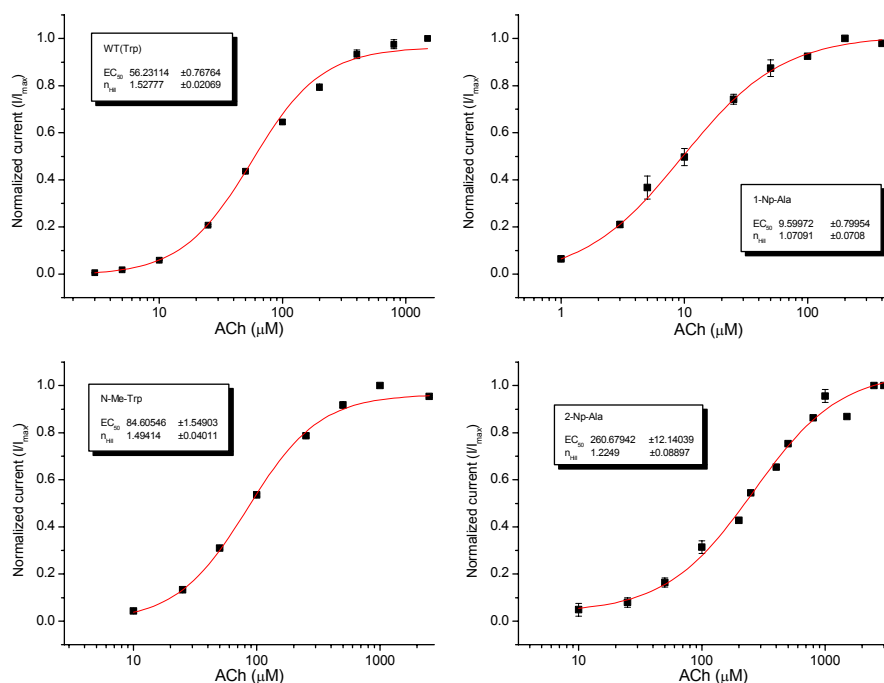 WT(Trp)
EC50 56.23114 ±0.76764
nHill 1.52777 ±0.02069
Normalized current (I/Imax)
1.0
0.8
0.6
0.4
0.2
0.0
10 100 1000
ACh (μM)
1-Np-Ala
EC50 9.59972 ±0.79954
nHill 1.07091 ±0.0708
Normalized current (I/Imax)
1.0
0.8
0.6
0.4
0.2
0.0
1 10 100
ACh (μM)
N-Me-Trp
EC50 84.60546 ±1.54903
nHill 1.49414 ±0.04011
Normalized current (I/Imax)
1.0
0.8
0.6
0.4
0.2
0.0
10 100 1000
ACh (μM)
2-Np-Ala
EC50 260.67942 ±12.14039
nHill 1.2249 ±0.08897
Normalized current (I/Imax)
1.0
0.8
0.6
0.4
0.2
0.0
10 100 1000
ACh (μM)